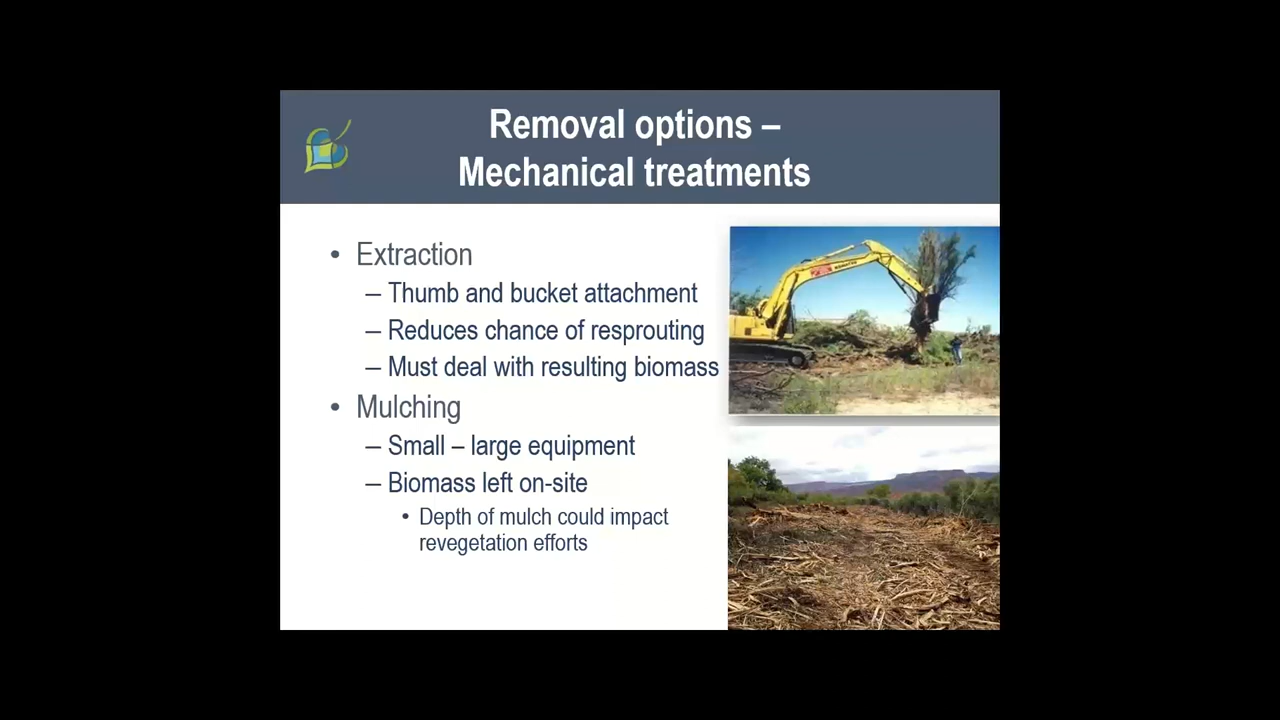 Removal options –
Mechanical treatments
• Extraction
– Thumb and bucket attachment
– Reduces chance of resprouting
– Must deal with resulting biomass
• Mulching
– Small – large equipment
– Biomass left on-site
• Depth of mulch could impact
revegetation efforts